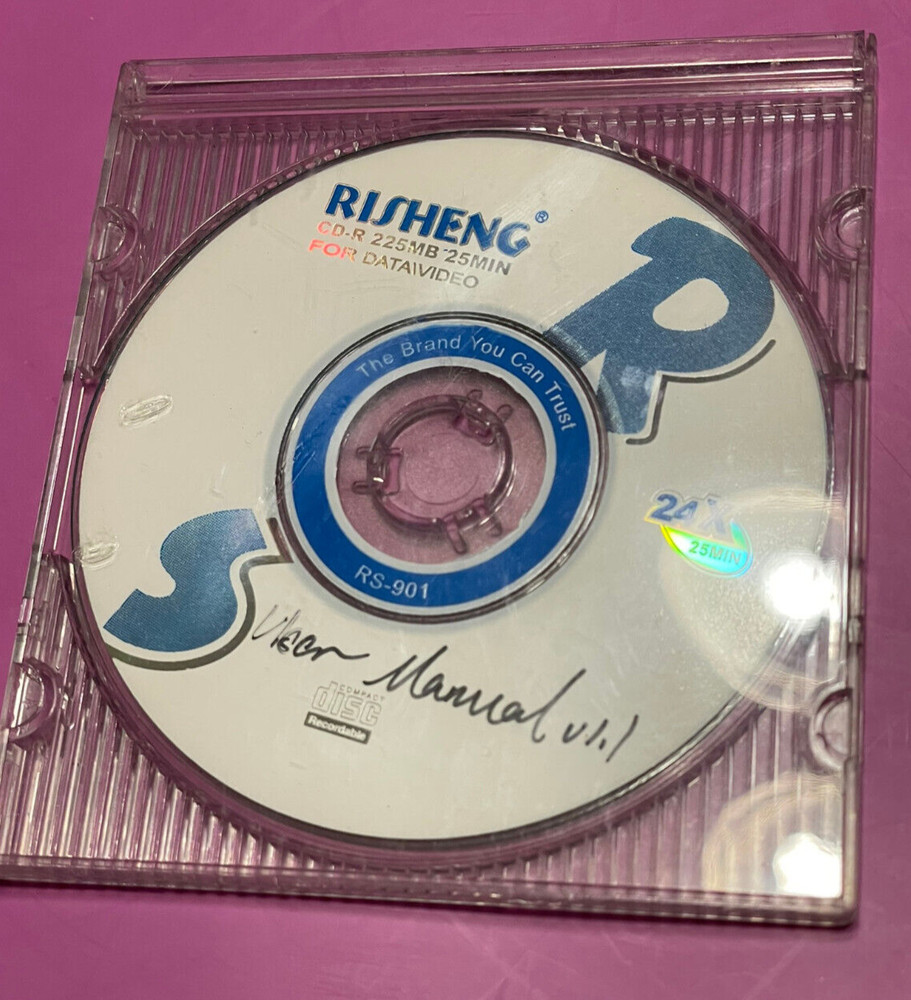 RISHENG®
CD-R 225MB 25MIN
FOR DATA\VIDEO
R
The Brand You Can Trust
24X
25MIN
RS-901
S
User Manual v1.1
COMPACT
disc
Recordable